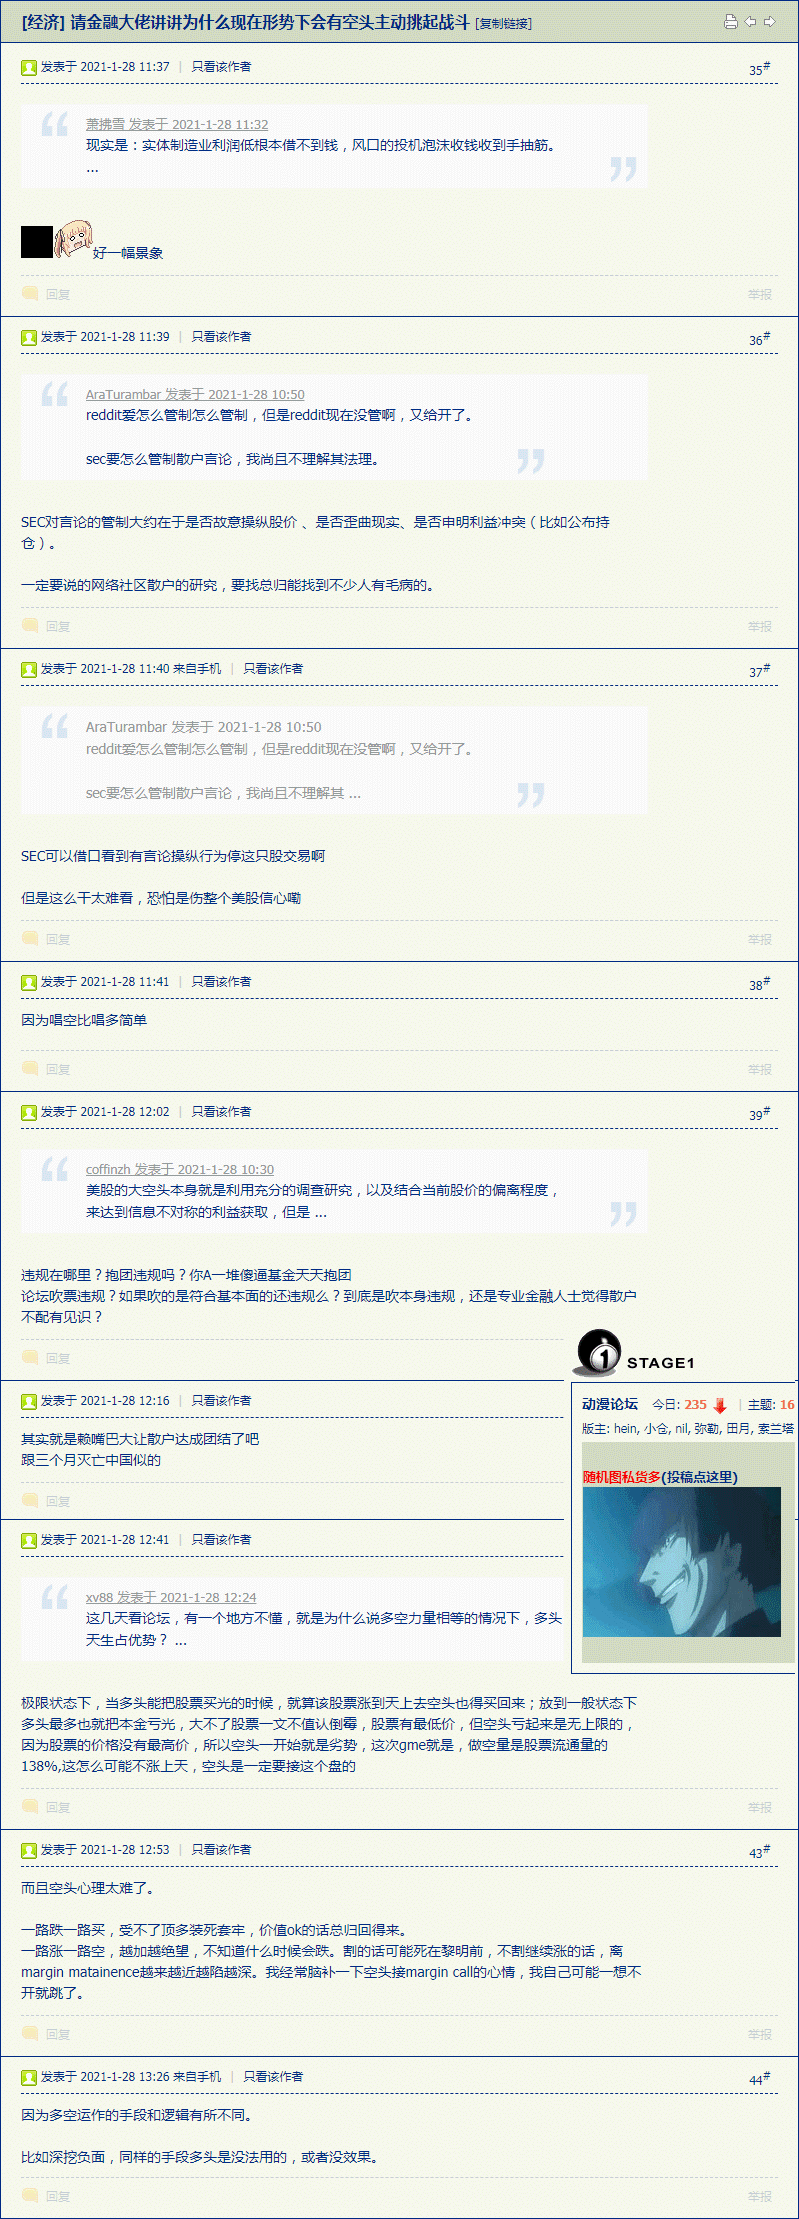 [经济] 请金融大佬讲讲为什么现在形势下会有空头主动挑起战斗 [复制链接]
发表于 2021-1-28 11:37 | 只看该作者 35#
萧拂雪 发表于 2021-1-28 11:32
现实是：实体制造业利润低根本借不到钱，风口的投机泡沫收钱收到手抽筋。
...
好一幅景象
回复 举报
发表于 2021-1-28 11:39 | 只看该作者 36#
AraTurambar 发表于 2021-1-28 10:50
reddit爱怎么管制怎么管制，但是reddit现在没管啊，又给开了。
sec要怎么管制散户言论，我尚且不理解其法理。
SEC对言论的管制大约在于是否故意操纵股价 、是否歪曲现实、是否申明利益冲突（比如公布持
仓）。
一定要说的网络社区散户的研究，要找总归能找到不少人有毛病的。
回复 举报
发表于 2021-1-28 11:40 来自手机 | 只看该作者 37#
AraTurambar 发表于 2021-1-28 10:50
reddit爱怎么管制怎么管制，但是reddit现在没管啊，又给开了。
sec要怎么管制散户言论，我尚且不理解其 ...
SEC可以借口看到有言论操纵行为停这只股交易啊
但是这么干太难看，恐怕是伤整个美股信心嘞
回复 举报
发表于 2021-1-28 11:41 | 只看该作者 38#
因为唱空比唱多简单
回复 举报
发表于 2021-1-28 12:02 | 只看该作者 39#
coffinzh 发表于 2021-1-28 10:30
美股的大空头本身就是利用充分的调查研究，以及结合当前股价的偏离程度，
来达到信息不对称的利益获取，但是 ...
违规在哪里？抱团违规吗？你A一堆傻逼基金天天抱团
论坛吹票违规？如果吹的是符合基本面的还违规么？到底是吹本身违规，还是专业金融人士觉得散户
不配有见识？
回复
1 STAGE1
动漫论坛 今日: 235 | 主题: 16
版主: hein, 小仓, nil, 弥勒, 田月, 素兰塔
随机图私货多(投稿点这里)
发表于 2021-1-28 12:16 | 只看该作者
其实就是赖嘴巴大让散户达成团结了吧
跟三个月灭亡中国似的
回复
发表于 2021-1-28 12:41 | 只看该作者
xv88 发表于 2021-1-28 12:24
这几天看论坛，有一个地方不懂，就是为什么说多空力量相等的情况下，多头
天生占优势？ ...
极限状态下，当多头能把股票买光的时候，就算该股票涨到天上去空头也得买回来；放到一般状态下
多头最多也就把本金亏光，大不了股票一文不值认倒霉，股票有最低价，但空头亏起来是无上限的，
因为股票的价格没有最高价，所以空头一开始就是劣势，这次gme就是，做空量是股票流通量的
138%,这怎么可能不涨上天，空头是一定要接这个盘的
回复 举报
发表于 2021-1-28 12:53 | 只看该作者 43#
而且空头心理太难了。
一路跌一路买，受不了顶多装死套牢，价值ok的话总归回得来。
一路涨一路空，越加越绝望，不知道什么时候会跌。割的话可能死在黎明前，不割继续涨的话，离
margin matainence越来越近越陷越深。我经常脑补一下空头接margin call的心情，我自己可能一想不
开就跳了。
回复 举报
发表于 2021-1-28 13:26 来自手机 | 只看该作者 44#
因为多空运作的手段和逻辑有所不同。
比如深挖负面，同样的手段多头是没法用的，或者没效果。
回复 举报